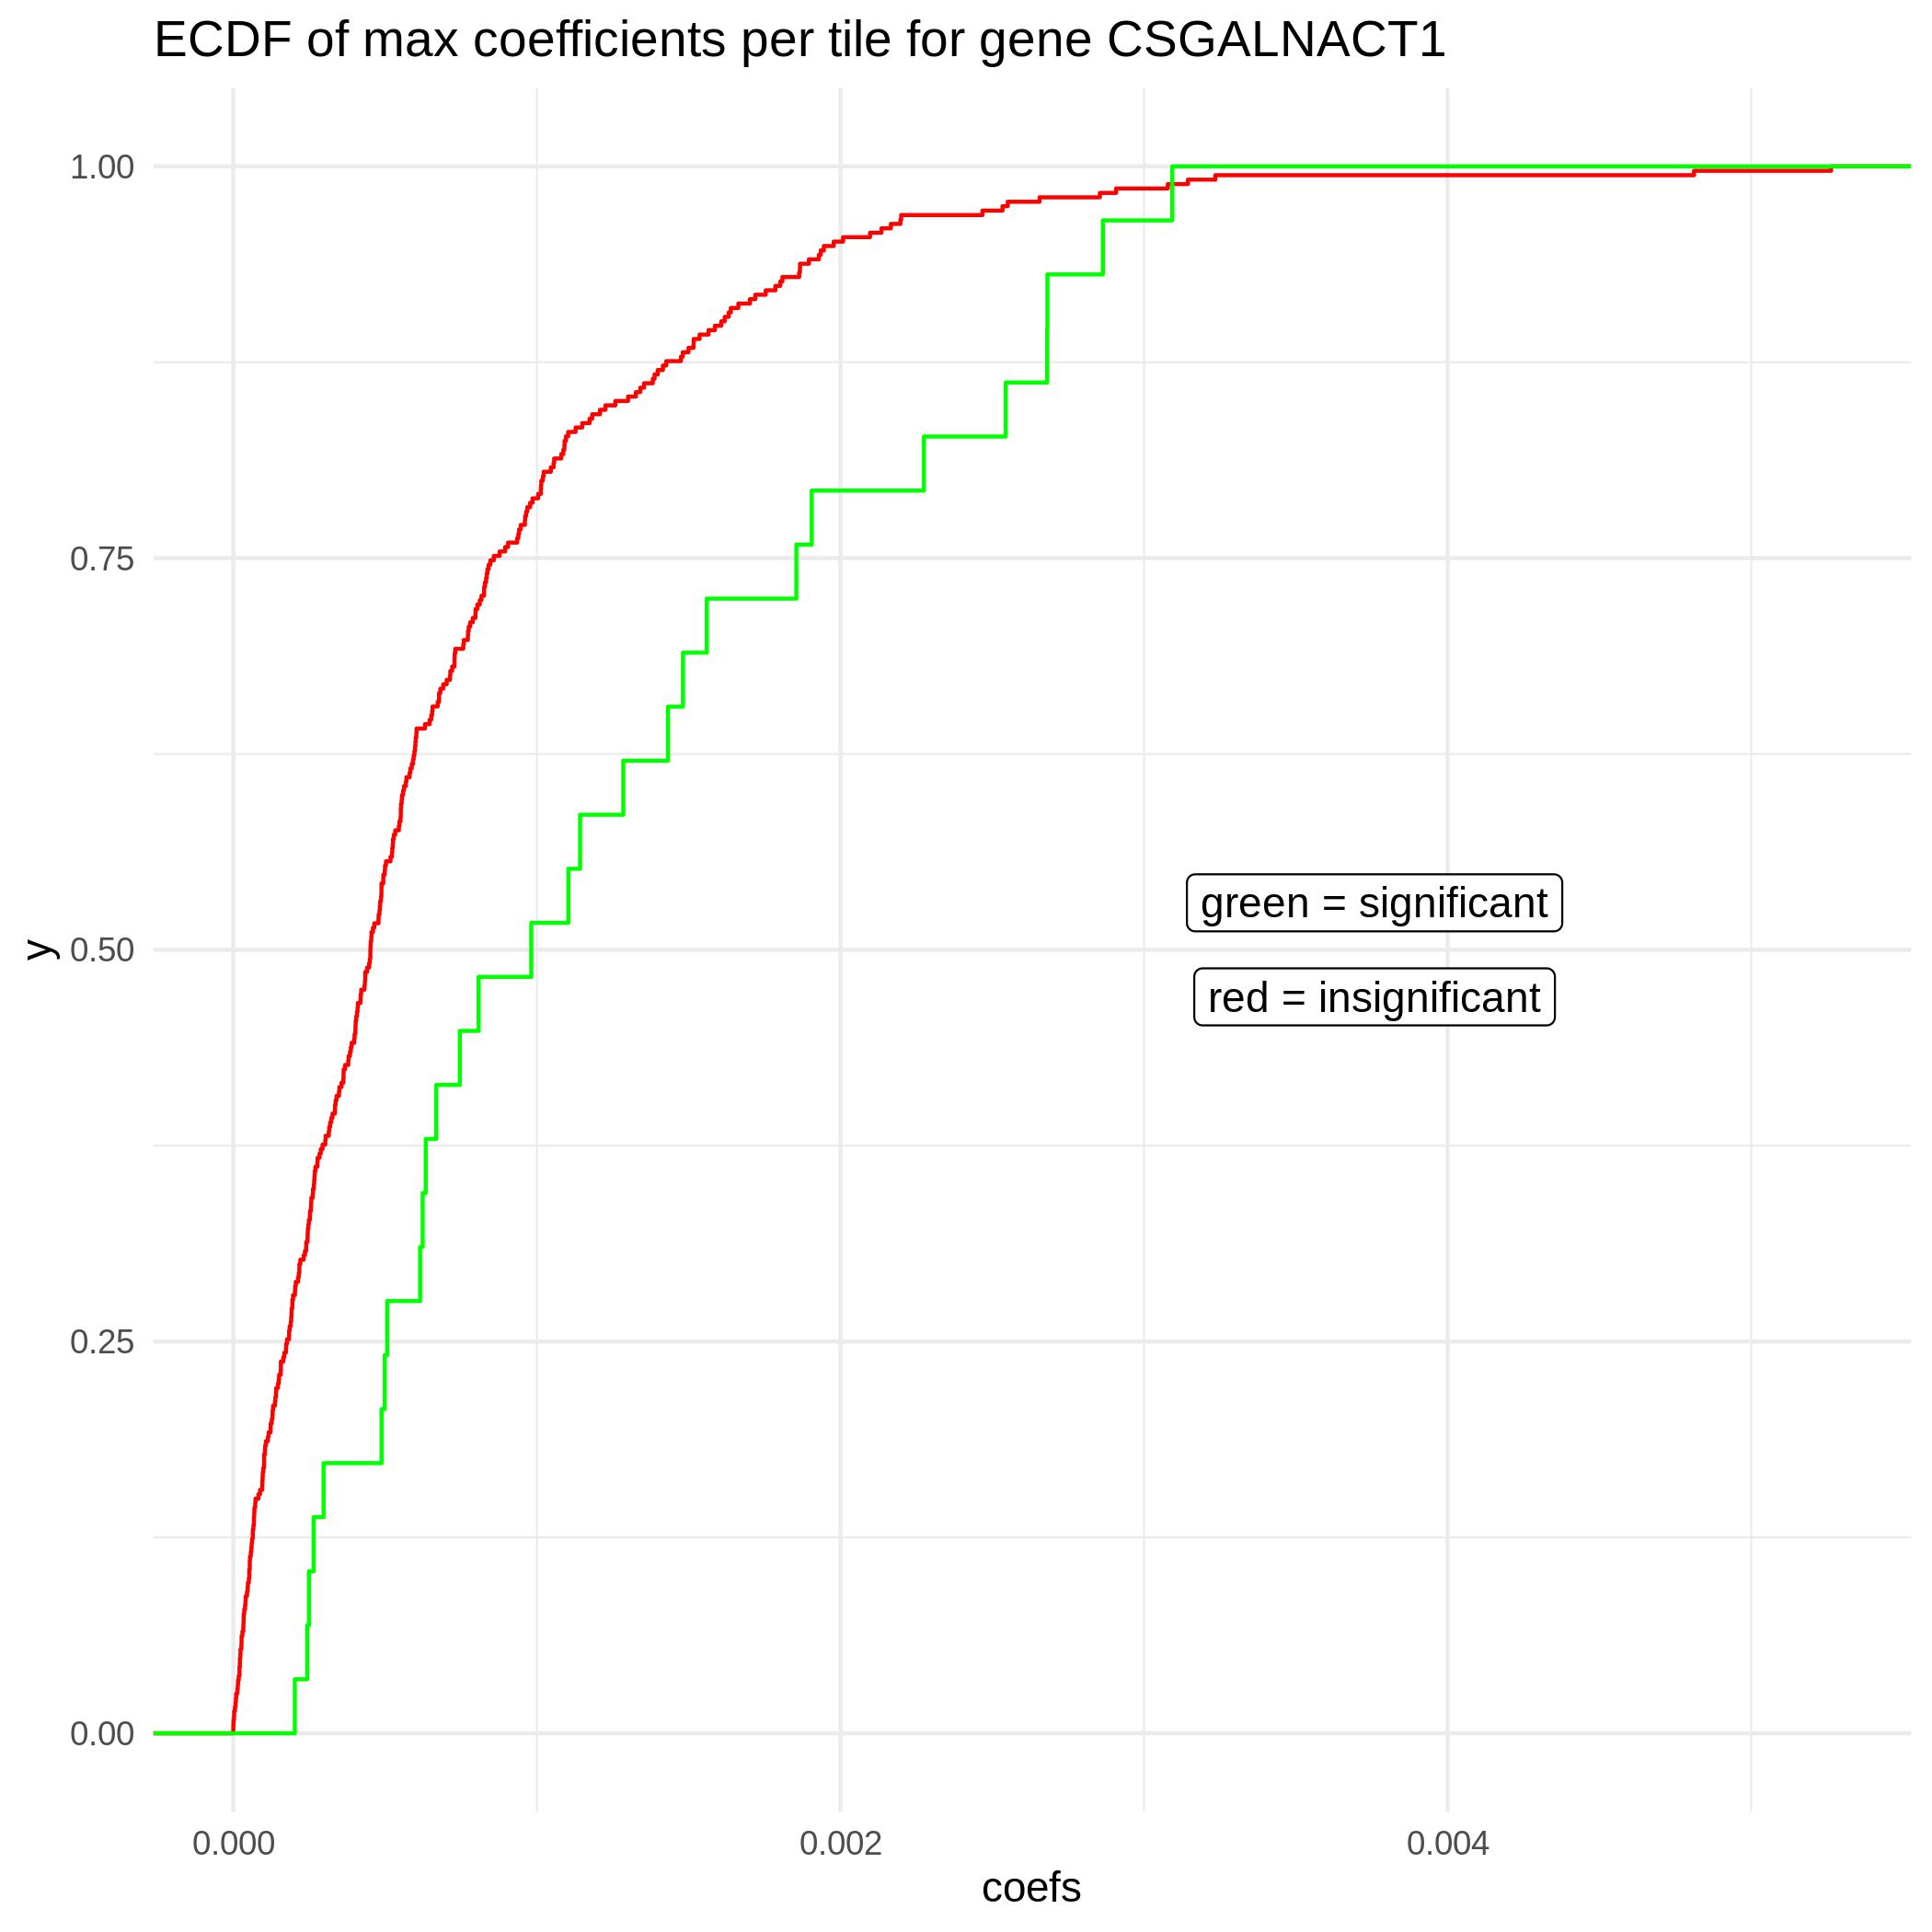 ECDF of max coefficients per tile for gene CSGALNACT1
1.00
0.75
0.50
0.25
0.00
y
green = significant
red = insignificant
0.000
0.002
0.004
coefs